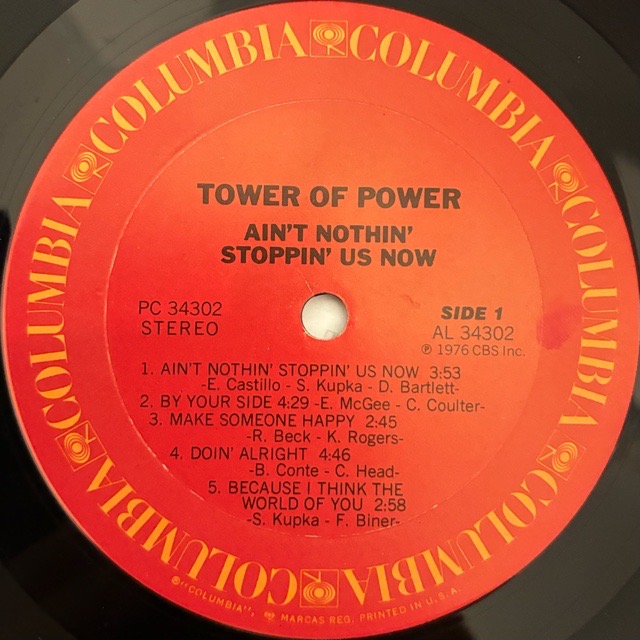 COLUMBIA COLUMBIA COLUMBIA COLUMBIA COLUMBIA COLUMBIA
TOWER OF POWER
AIN'T NOTHIN'
STOPPIN' US NOW
PC 34302
STEREO
SIDE 1
AL 34302
℗ 1976 CBS Inc.
1. AIN'T NOTHIN' STOPPIN' US NOW 3:53
-E. Castillo - S. Kupka - D. Bartlett-
2. BY YOUR SIDE 4:29 -E. McGee - C. Coulter-
3. MAKE SOMEONE HAPPY 2:45
-R. Beck - K. Rogers-
4. DOIN' ALRIGHT 4:46
-B. Conte - C. Head-
5. BECAUSE I THINK THE
WORLD OF YOU 2:58
-S. Kupka - F. Biner-
®"COLUMBIA", MARCAS REG. PRINTED IN U.S.A.